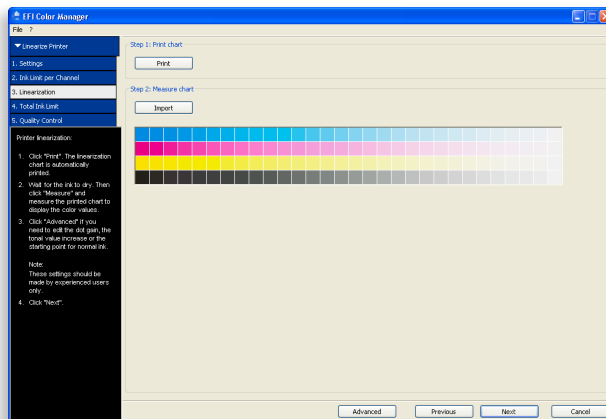 EFI Color Manager
File ?
Linearize Printer
1. Settings
2. Ink Limit per Channel
3. Linearization
4. Total Ink Limit
5. Quality Control
Printer linearization:
1. Click "Print". The linearization
chart is automatically
printed.
2. Wait for the ink to dry. Then
click "Measure" and
measure the printed chart to
display the color values.
3. Click "Advanced" if you
need to edit the dot gain, the
tonal value increase or the
starting point for normal ink.
Note:
These settings should be
made by experienced users
only.
4. Click "Next".
Step 1: Print chart
Print
Step 2: Measure chart
Import
Advanced
Previous
Next
Cancel